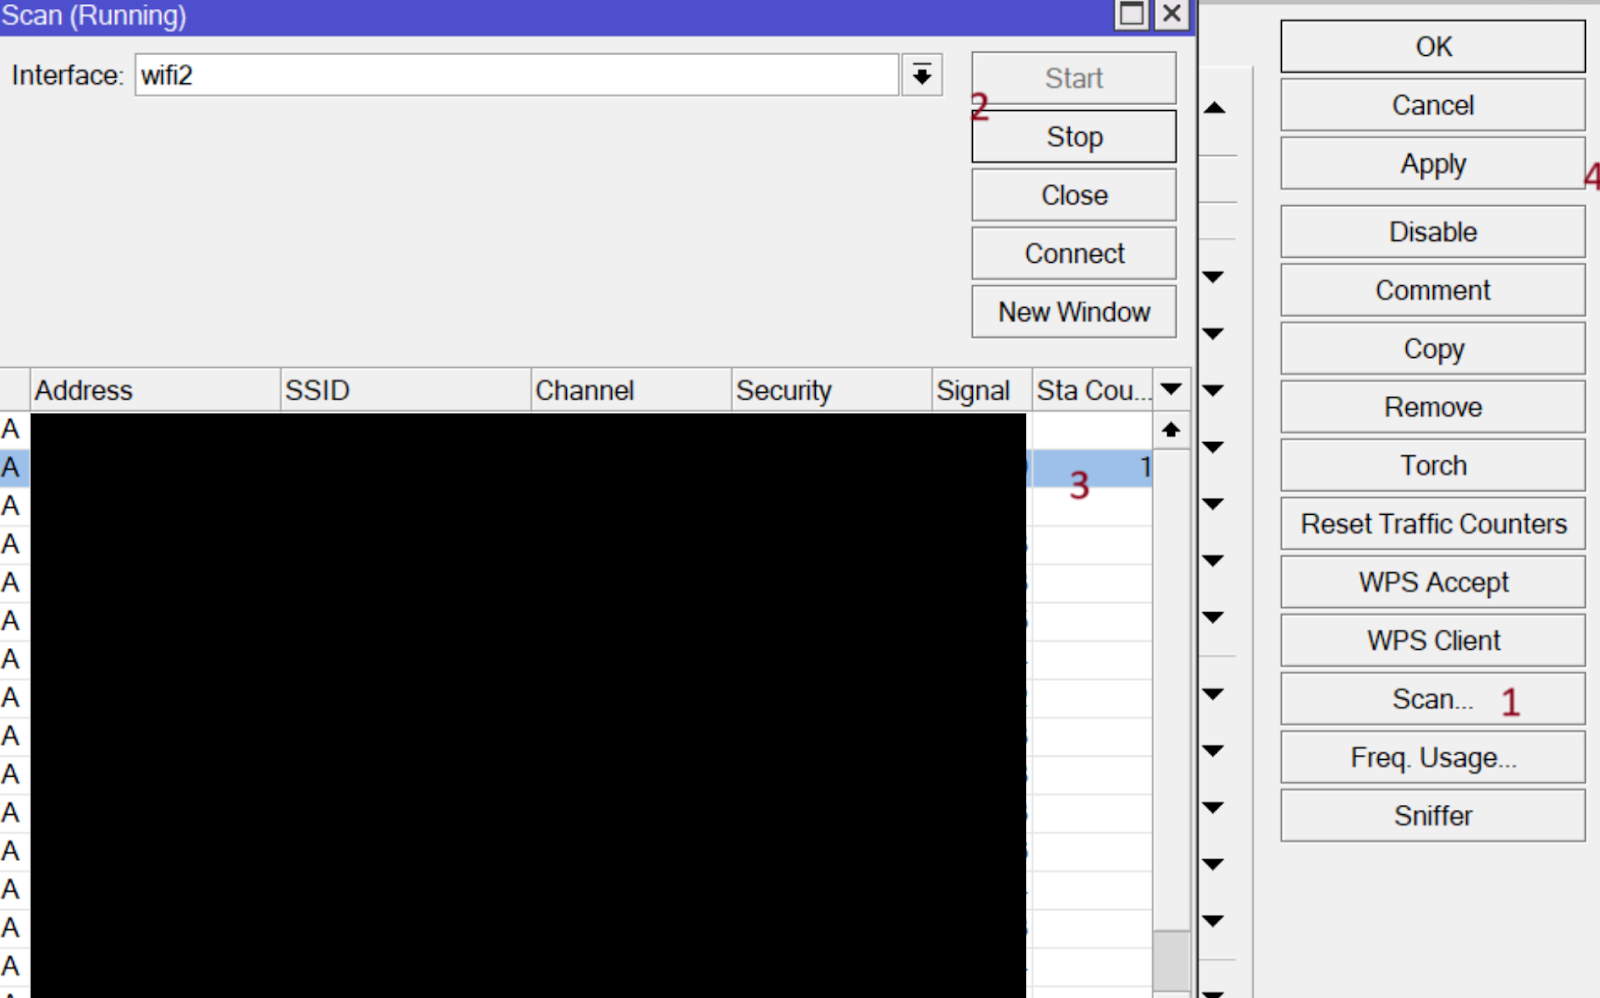 Scan (Running)
Interface: wifi2
Start
2
Stop
Close
Connect
New Window
Address SSID Channel Security Signal Sta Cou...
A
A 1
3
A
A
A
A
A
A
A
A
A
A
A
A
A
OK
Cancel
Apply
4
Disable
Comment
Copy
Remove
Torch
Reset Traffic Counters
WPS Accept
WPS Client
Scan... 1
Freq. Usage...
Sniffer